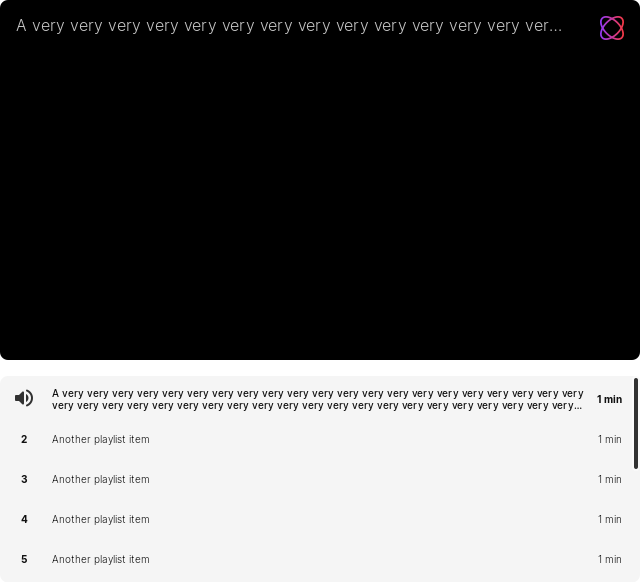 A very very very very very very very very very very very very very ver...
A very very very very very very very very very very very very very very very very very very very very very
very very very very very very very very very very very very very very very very very very very very very...
1 min
2 Another playlist item 1 min
3 Another playlist item 1 min
4 Another playlist item 1 min
5 Another playlist item 1 min